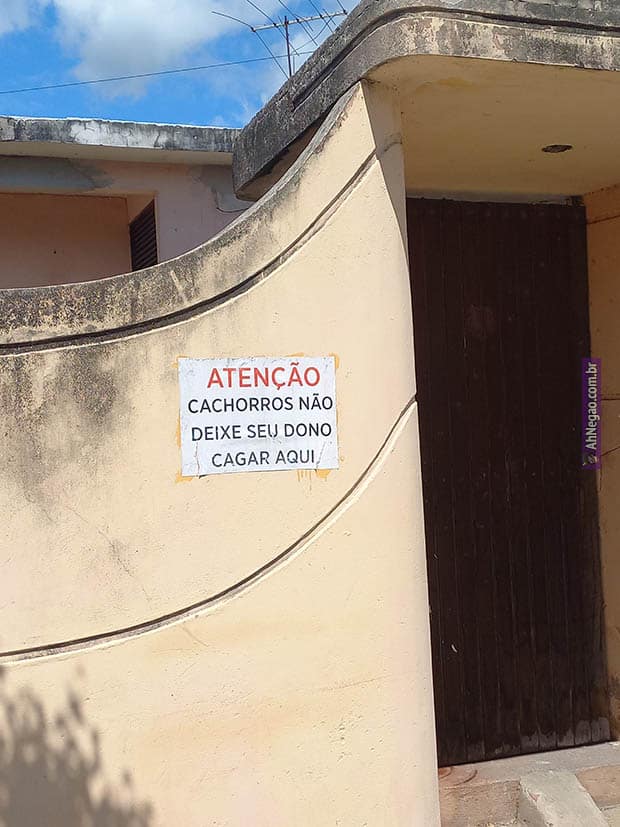 ATENÇÃO
CACHORROS NÃO
DEIXE SEU DONO
CAGAR AQUI
AhNegao.com.br